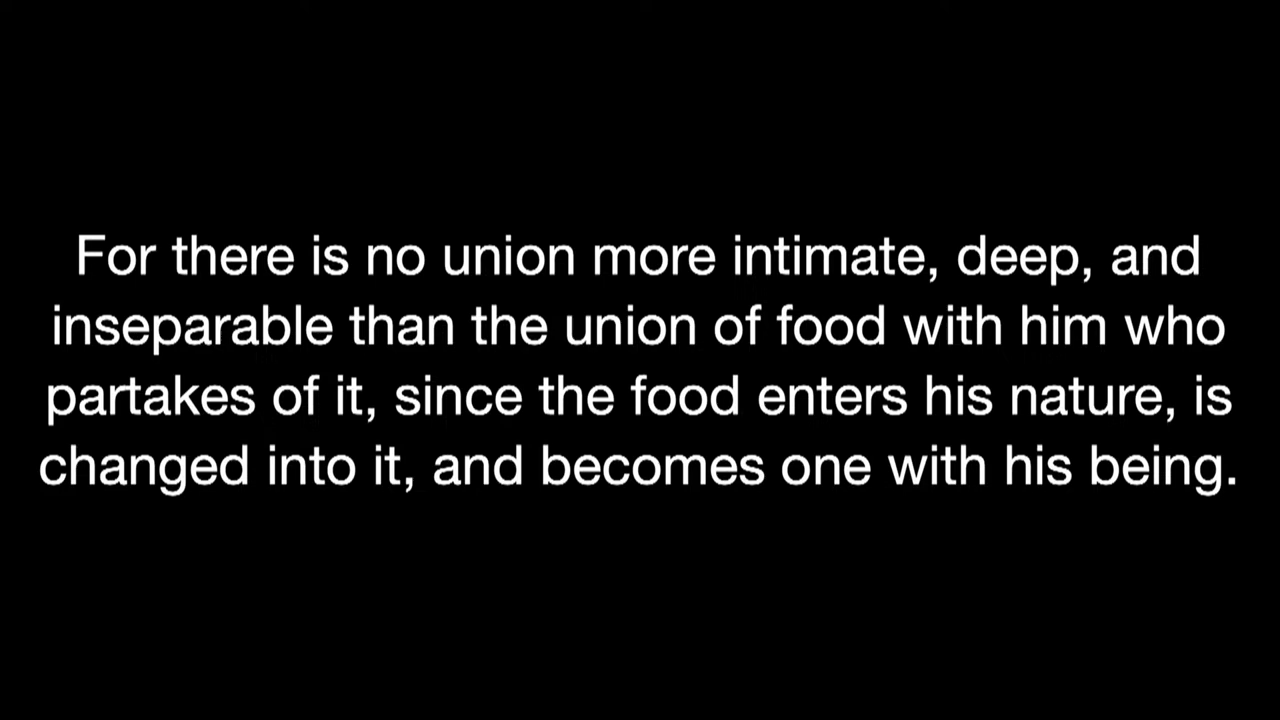 For there is no union more intimate, deep, and
inseparable than the union of food with him who
partakes of it, since the food enters his nature, is
changed into it, and becomes one with his being.